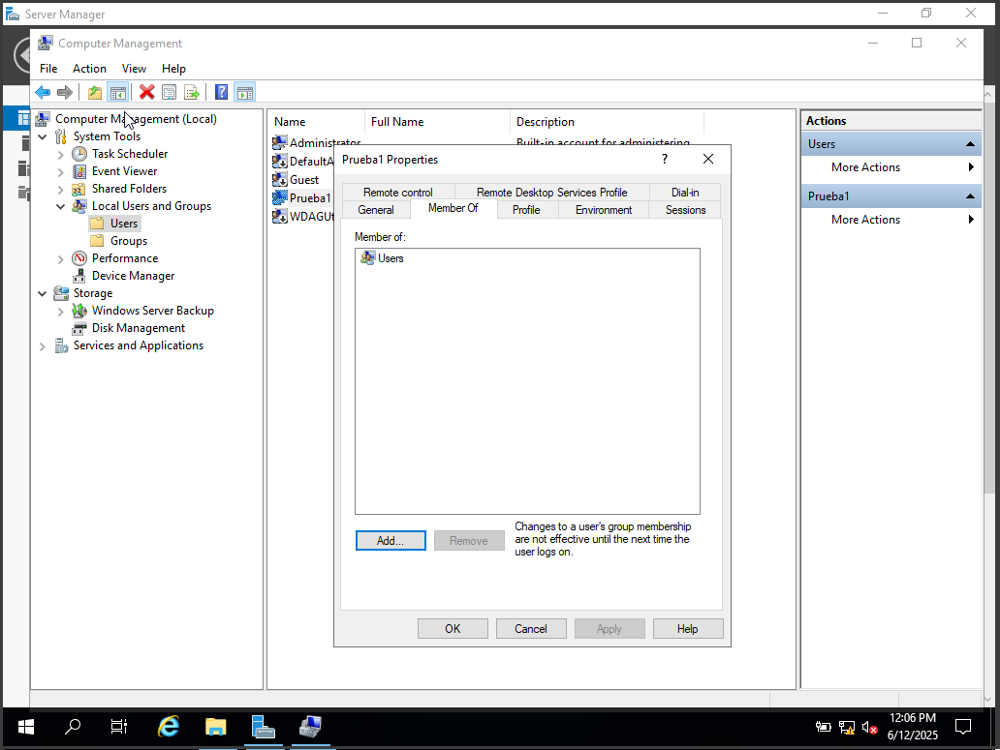 Server Manager
Computer Management
File Action View Help
Computer Management (Local)
System Tools
Task Scheduler
Event Viewer
Shared Folders
Local Users and Groups
Users
Groups
Performance
Device Manager
Storage
Windows Server Backup
Disk Management
Services and Applications
Name Full Name Description
Administrator Built-in account for administering
DefaultA
Guest
Prueba1
WDAGUt
Prueba1 Properties
Remote control Remote Desktop Services Profile Dial-in
General Member Of Profile Environment Sessions
Member of:
Users
Add... Remove
Changes to a user's group membership
are not effective until the next time the
user logs on.
OK Cancel Apply Help
Actions
Users
More Actions
Prueba1
More Actions
12:06 PM
6/12/2025